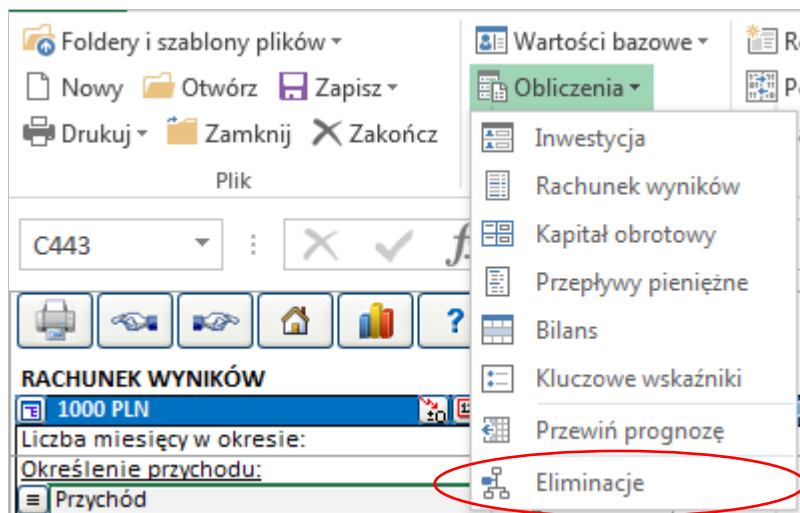 Foldery i szablony plików
Wartości bazowe
Nowy Otwórz Zapisz
Obliczenia
Drukuj Zamknij Zakończ
Inwestycja
Plik
Rachunek wyników
C443
Kapitał obrotowy
Przepływy pieniężne
?
Bilans
RACHUNEK WYNIKÓW
Kluczowe wskaźniki
1000 PLN
Przewiń prognozę
Liczba miesięcy w okresie:
Określenie przychodu:
Eliminacje
Przychód